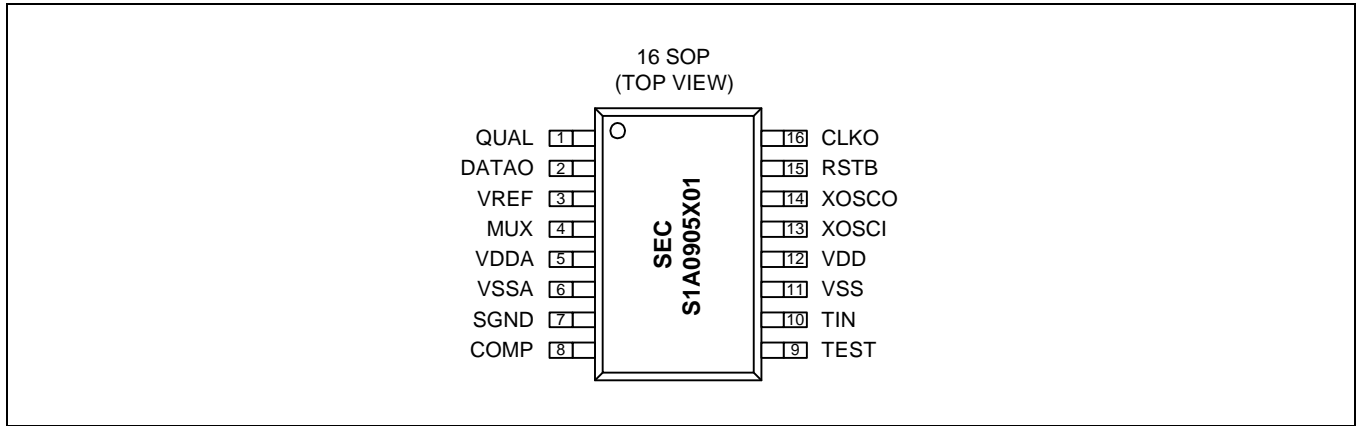 16 SOP
(TOP VIEW)
QUAL 1
DATAO 2
VREF 3
MUX 4
VDDA 5
VSSA 6
SGND 7
COMP 8
SEC
S1A0905X01
16 CLKO
15 RSTB
14 XOSCO
13 XOSCI
12 VDD
11 VSS
10 TIN
9 TEST